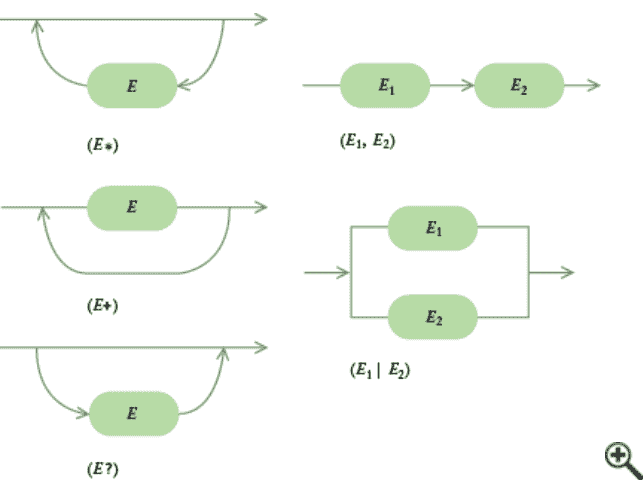 E
(E*)
E₁
E₂
(E₁, E₂)
E
(E+)
E₁
E₂
(E₁ | E₂)
E
(E?)